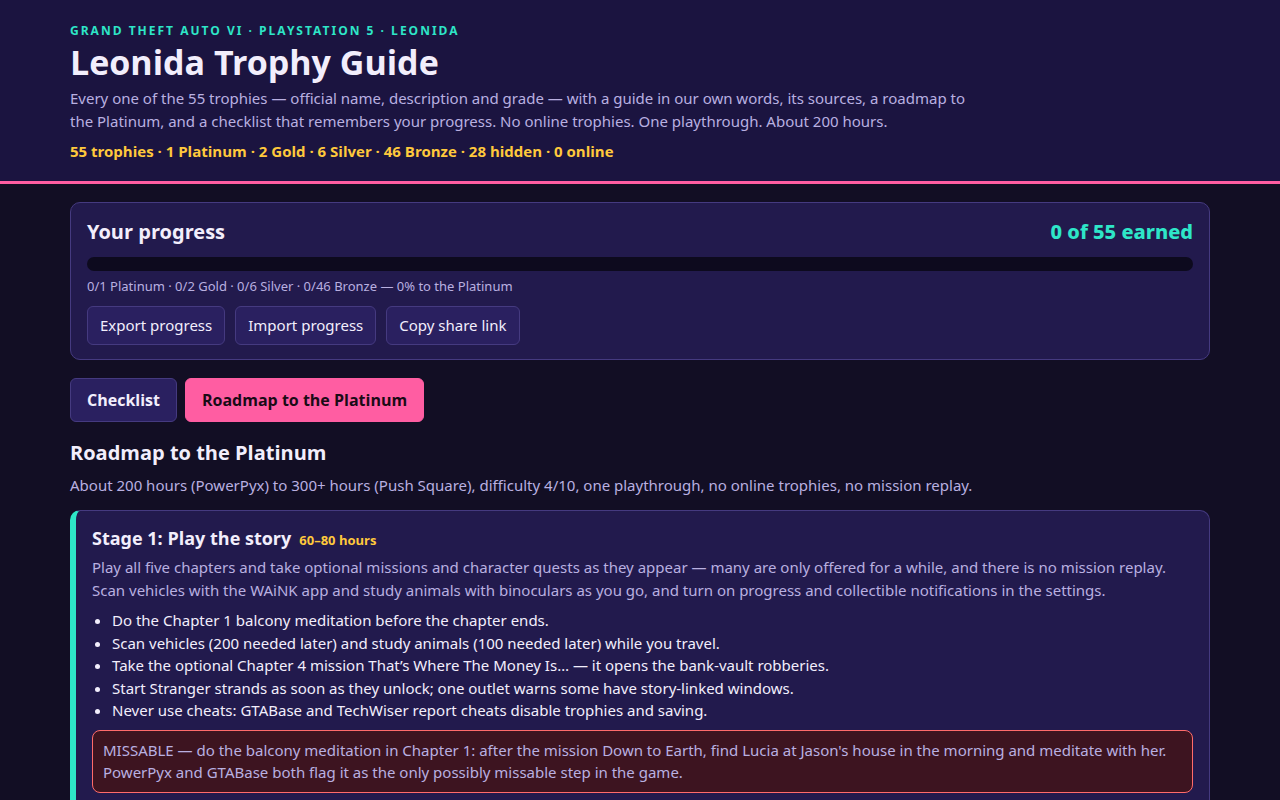 GRAND THEFT AUTO VI · PLAYSTATION 5 · LEONIDA
Leonida Trophy Guide
Every one of the 55 trophies — official name, description and grade — with a guide in our own words, its sources, a roadmap to
the Platinum, and a checklist that remembers your progress. No online trophies. One playthrough. About 200 hours.
55 trophies · 1 Platinum · 2 Gold · 6 Silver · 46 Bronze · 28 hidden · 0 online
Your progress
0 of 55 earned
0/1 Platinum · 0/2 Gold · 0/6 Silver · 0/46 Bronze — 0% to the Platinum
Export progress
Import progress
Copy share link
Checklist
Roadmap to the Platinum
Roadmap to the Platinum
About 200 hours (PowerPyx) to 300+ hours (Push Square), difficulty 4/10, one playthrough, no online trophies, no mission replay.
Stage 1: Play the story 60–80 hours
Play all five chapters and take optional missions and character quests as they appear — many are only offered for a while, and there is no mission replay.
Scan vehicles with the WAiNK app and study animals with binoculars as you go, and turn on progress and collectible notifications in the settings.
• Do the Chapter 1 balcony meditation before the chapter ends.
• Scan vehicles (200 needed later) and study animals (100 needed later) while you travel.
• Take the optional Chapter 4 mission That’s Where The Money Is… — it opens the bank-vault robberies.
• Start Stranger strands as soon as they unlock; one outlet warns some have story-linked windows.
• Never use cheats: GTABase and TechWiser report cheats disable trophies and saving.
MISSABLE — do the balcony meditation in Chapter 1: after the mission Down to Earth, find Lucia at Jason's house in the morning and meditate with her.
PowerPyx and GTABase both flag it as the only possibly missable step in the game.